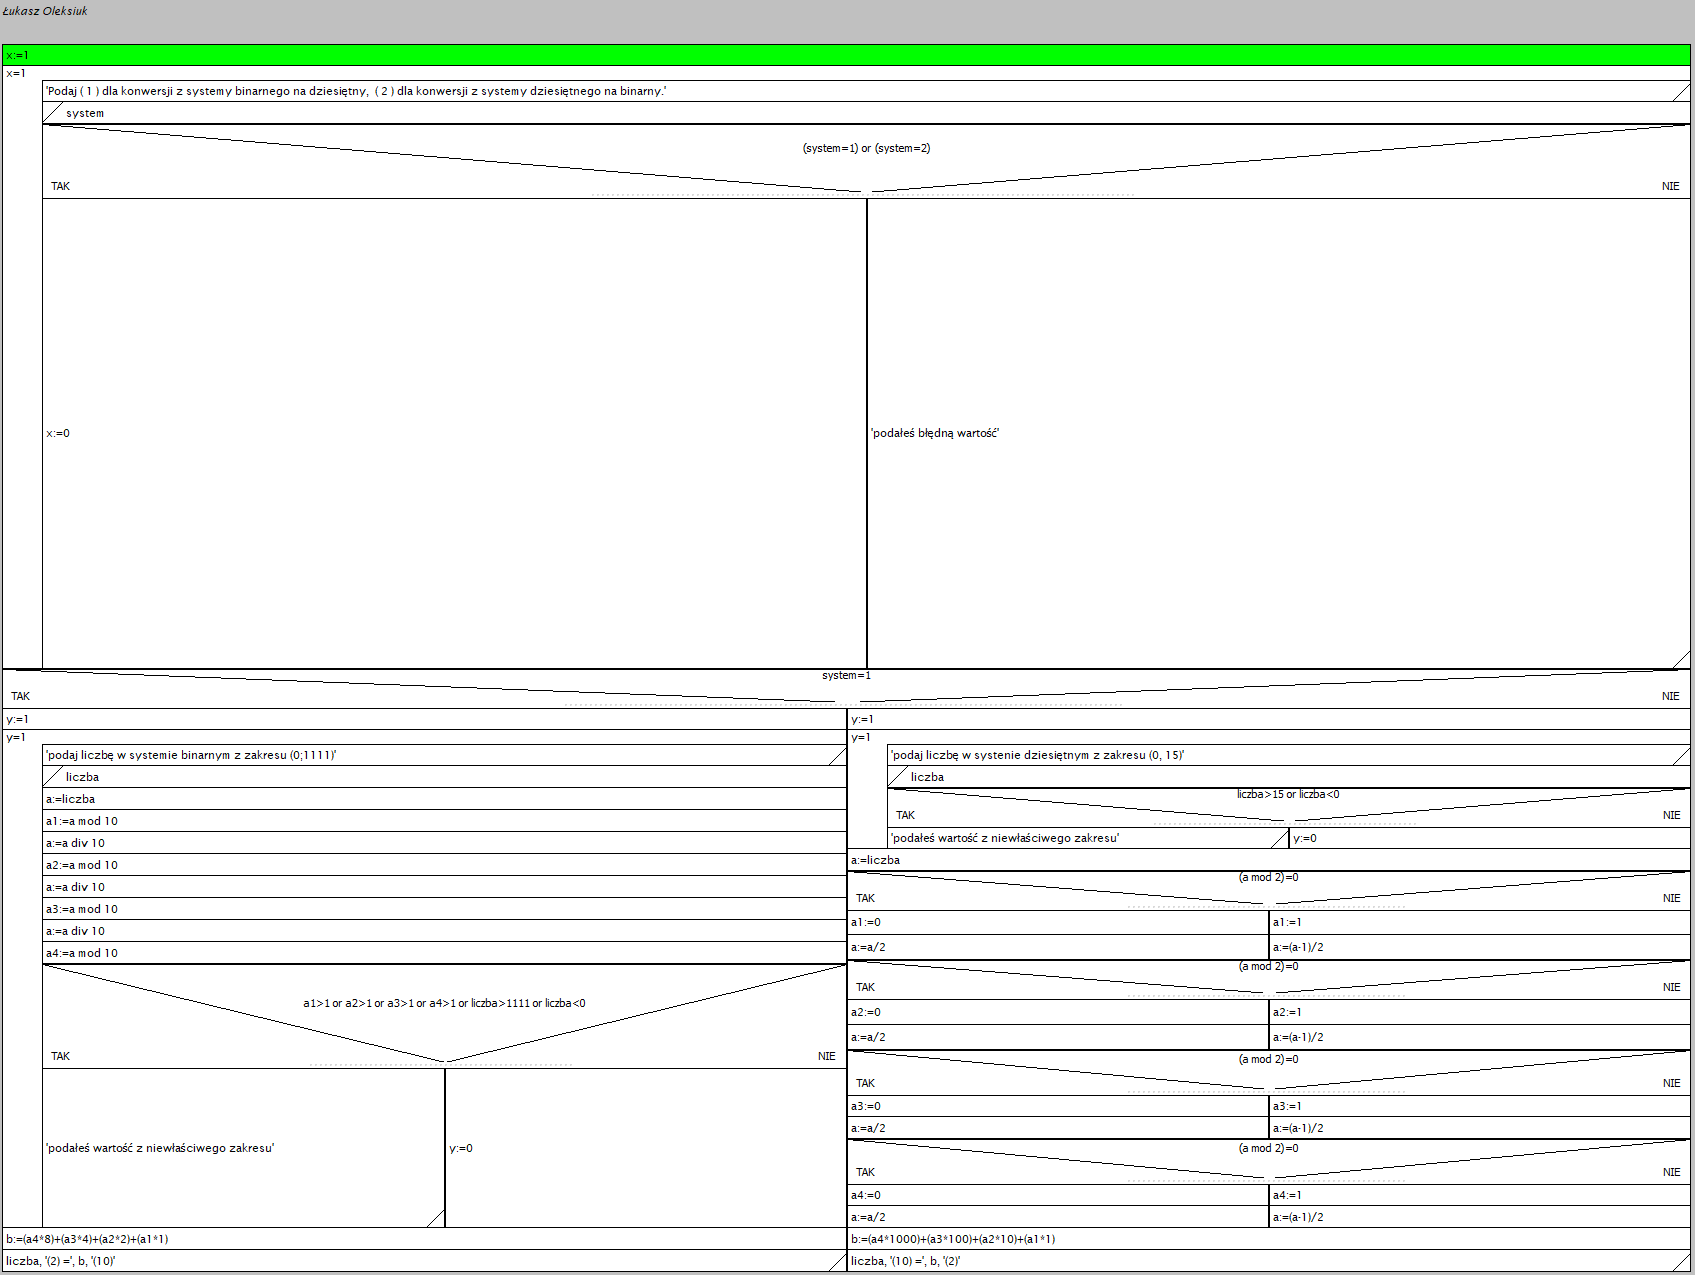 Łukasz Oleksiuk
x:=1
x=1
'Podaj ( 1 ) dla konwersji z systemy binarnego na dziesiętny,  ( 2 ) dla konwersji z systemy dziesiętnego na binarny.'
system
(system=1) or (system=2)
TAK NIE
x:=0
'podałeś błędną wartość'
system=1
TAK NIE
y:=1
y=1
'podaj liczbę w systemie binarnym z zakresu (0;1111)'
liczba
a:=liczba
a1:=a mod 10
a:=a div 10
a2:=a mod 10
a:=a div 10
a3:=a mod 10
a:=a div 10
a4:=a mod 10
a1>1 or a2>1 or a3>1 or a4>1 or liczba>1111 or liczba<0
TAK NIE
'podałeś wartość z niewłaściwego zakresu'
y:=0
b:=(a4*8)+(a3*4)+(a2*2)+(a1*1)
liczba, '(2) =', b, '(10)'
y:=1
y=1
'podaj liczbę w systenie dziesiętnym z zakresu (0, 15)'
liczba
liczba>15 or liczba<0
TAK NIE
'podałeś wartość z niewłaściwego zakresu'
y:=0
a:=liczba
(a mod 2)=0
TAK NIE
a1:=0 a1:=1
a:=a/2 a:=(a-1)/2
(a mod 2)=0
TAK NIE
a2:=0 a2:=1
a:=a/2 a:=(a-1)/2
(a mod 2)=0
TAK NIE
a3:=0 a3:=1
a:=a/2 a:=(a-1)/2
(a mod 2)=0
TAK NIE
a4:=0 a4:=1
a:=a/2 a:=(a-1)/2
b:=(a4*1000)+(a3*100)+(a2*10)+(a1*1)
liczba, '(10) =', b, '(2)'